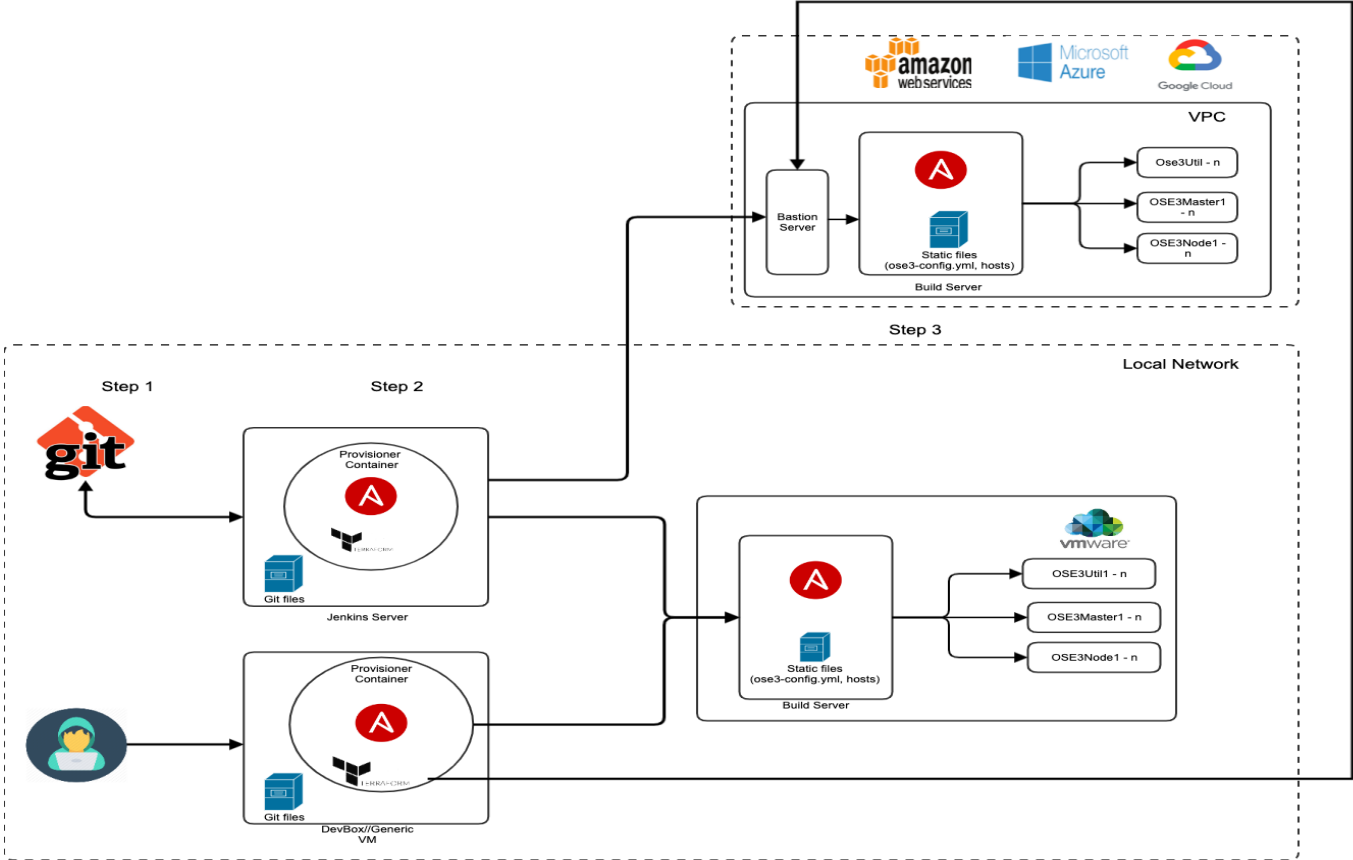 amazon
webservices
Microsoft
Azure
Google Cloud
VPC
Bastion
Server
Static files
(ose3-config.yml, hosts)
Build Server
Ose3Util - n
OSE3Master1
- n
OSE3Node1 -
n
Step 3
Local Network
Step 1
Step 2
git
Provisioner
Container
TERRAFORM
Git files
Jenkins Server
Provisioner
Container
TERRAFORM
Git files
DevBox//Generic
VM
vmware
Static files
(ose3-config.yml, hosts)
Build Server
OSE3Util1 - n
OSE3Master1 - n
OSE3Node1 - n